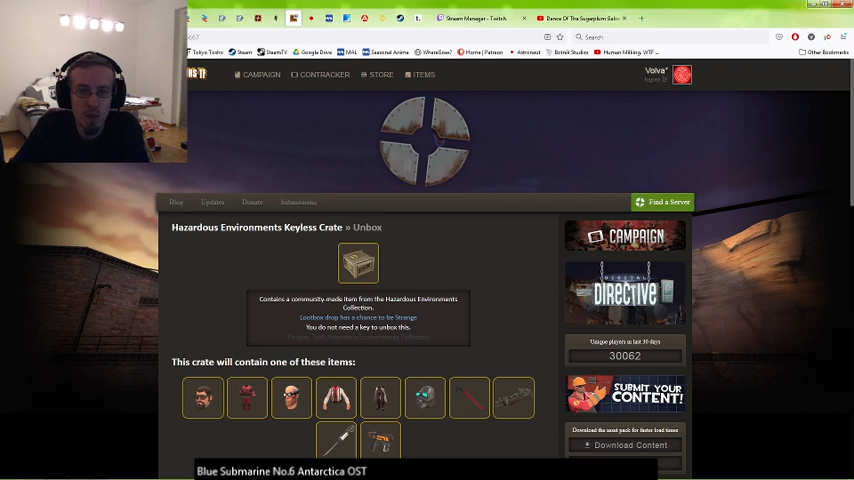 Stream Manager - Twitch
Dance Of The Sugarplum
Search
Tokyo Tosho
Steam
SteamTV
Google Drive
MAL
Seasonal Anime
WhereGoes?
Home | Patreon
Astronaut
Botnik Studios
Human Milking. WTF ...
Other Bookmarks
CAMPAIGN
CONTRACKER
STORE
ITEMS
Volva*
logout
Blog
Updates
Donate
Submissions
Find a Server
Hazardous Environments Keyless Crate » Unbox
Contains a community-made item from the Hazardous Environments
Collection.
Lootbox drop has a chance to be Strange
You do not need a key to unbox this.
This crate will contain one of these items:
CAMPAIGN
DIGITAL
DIRECTIVE
Unique players in last 30 days
30062
SUBMIT YOUR
CONTENT!
Download the asset pack for faster load times
Download Content
Blue Submarine No.6 Antarctica OST